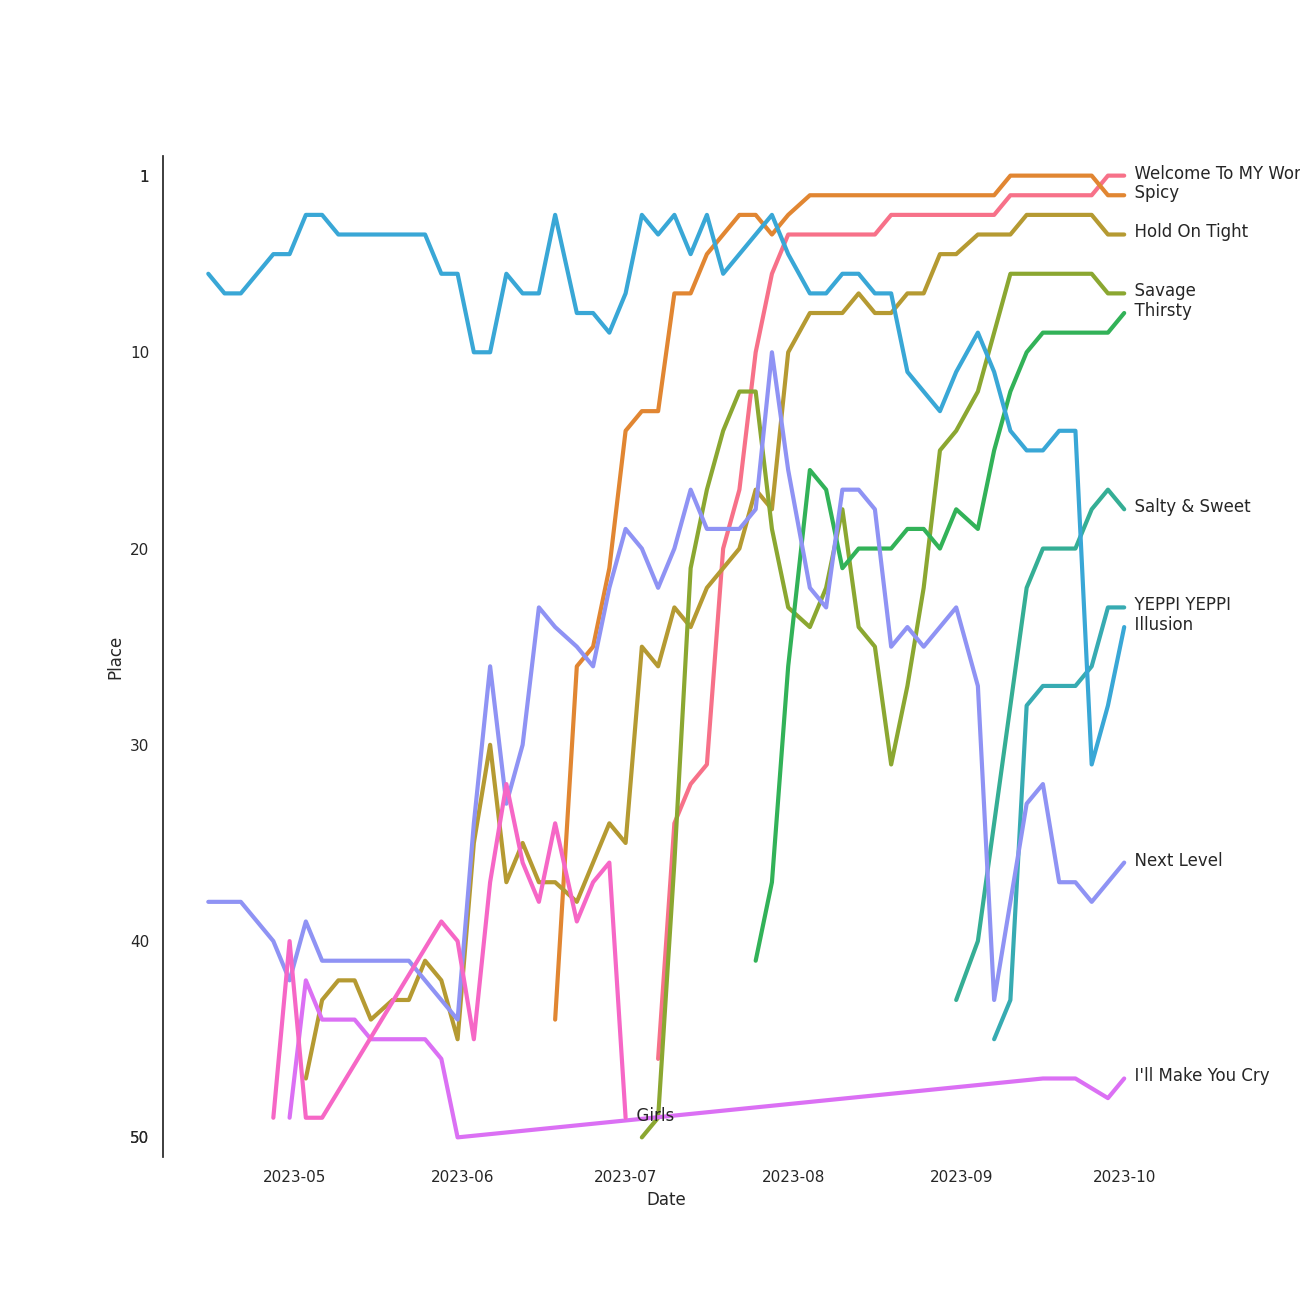 1
10
20
30
40
50
Place
2023-05
2023-06
2023-07
2023-08
2023-09
2023-10
Date
Welcome To MY Wor
Spicy
Hold On Tight
Savage
Thirsty
Salty & Sweet
YEPPI YEPPI
Illusion
Next Level
I'll Make You Cry
Girls